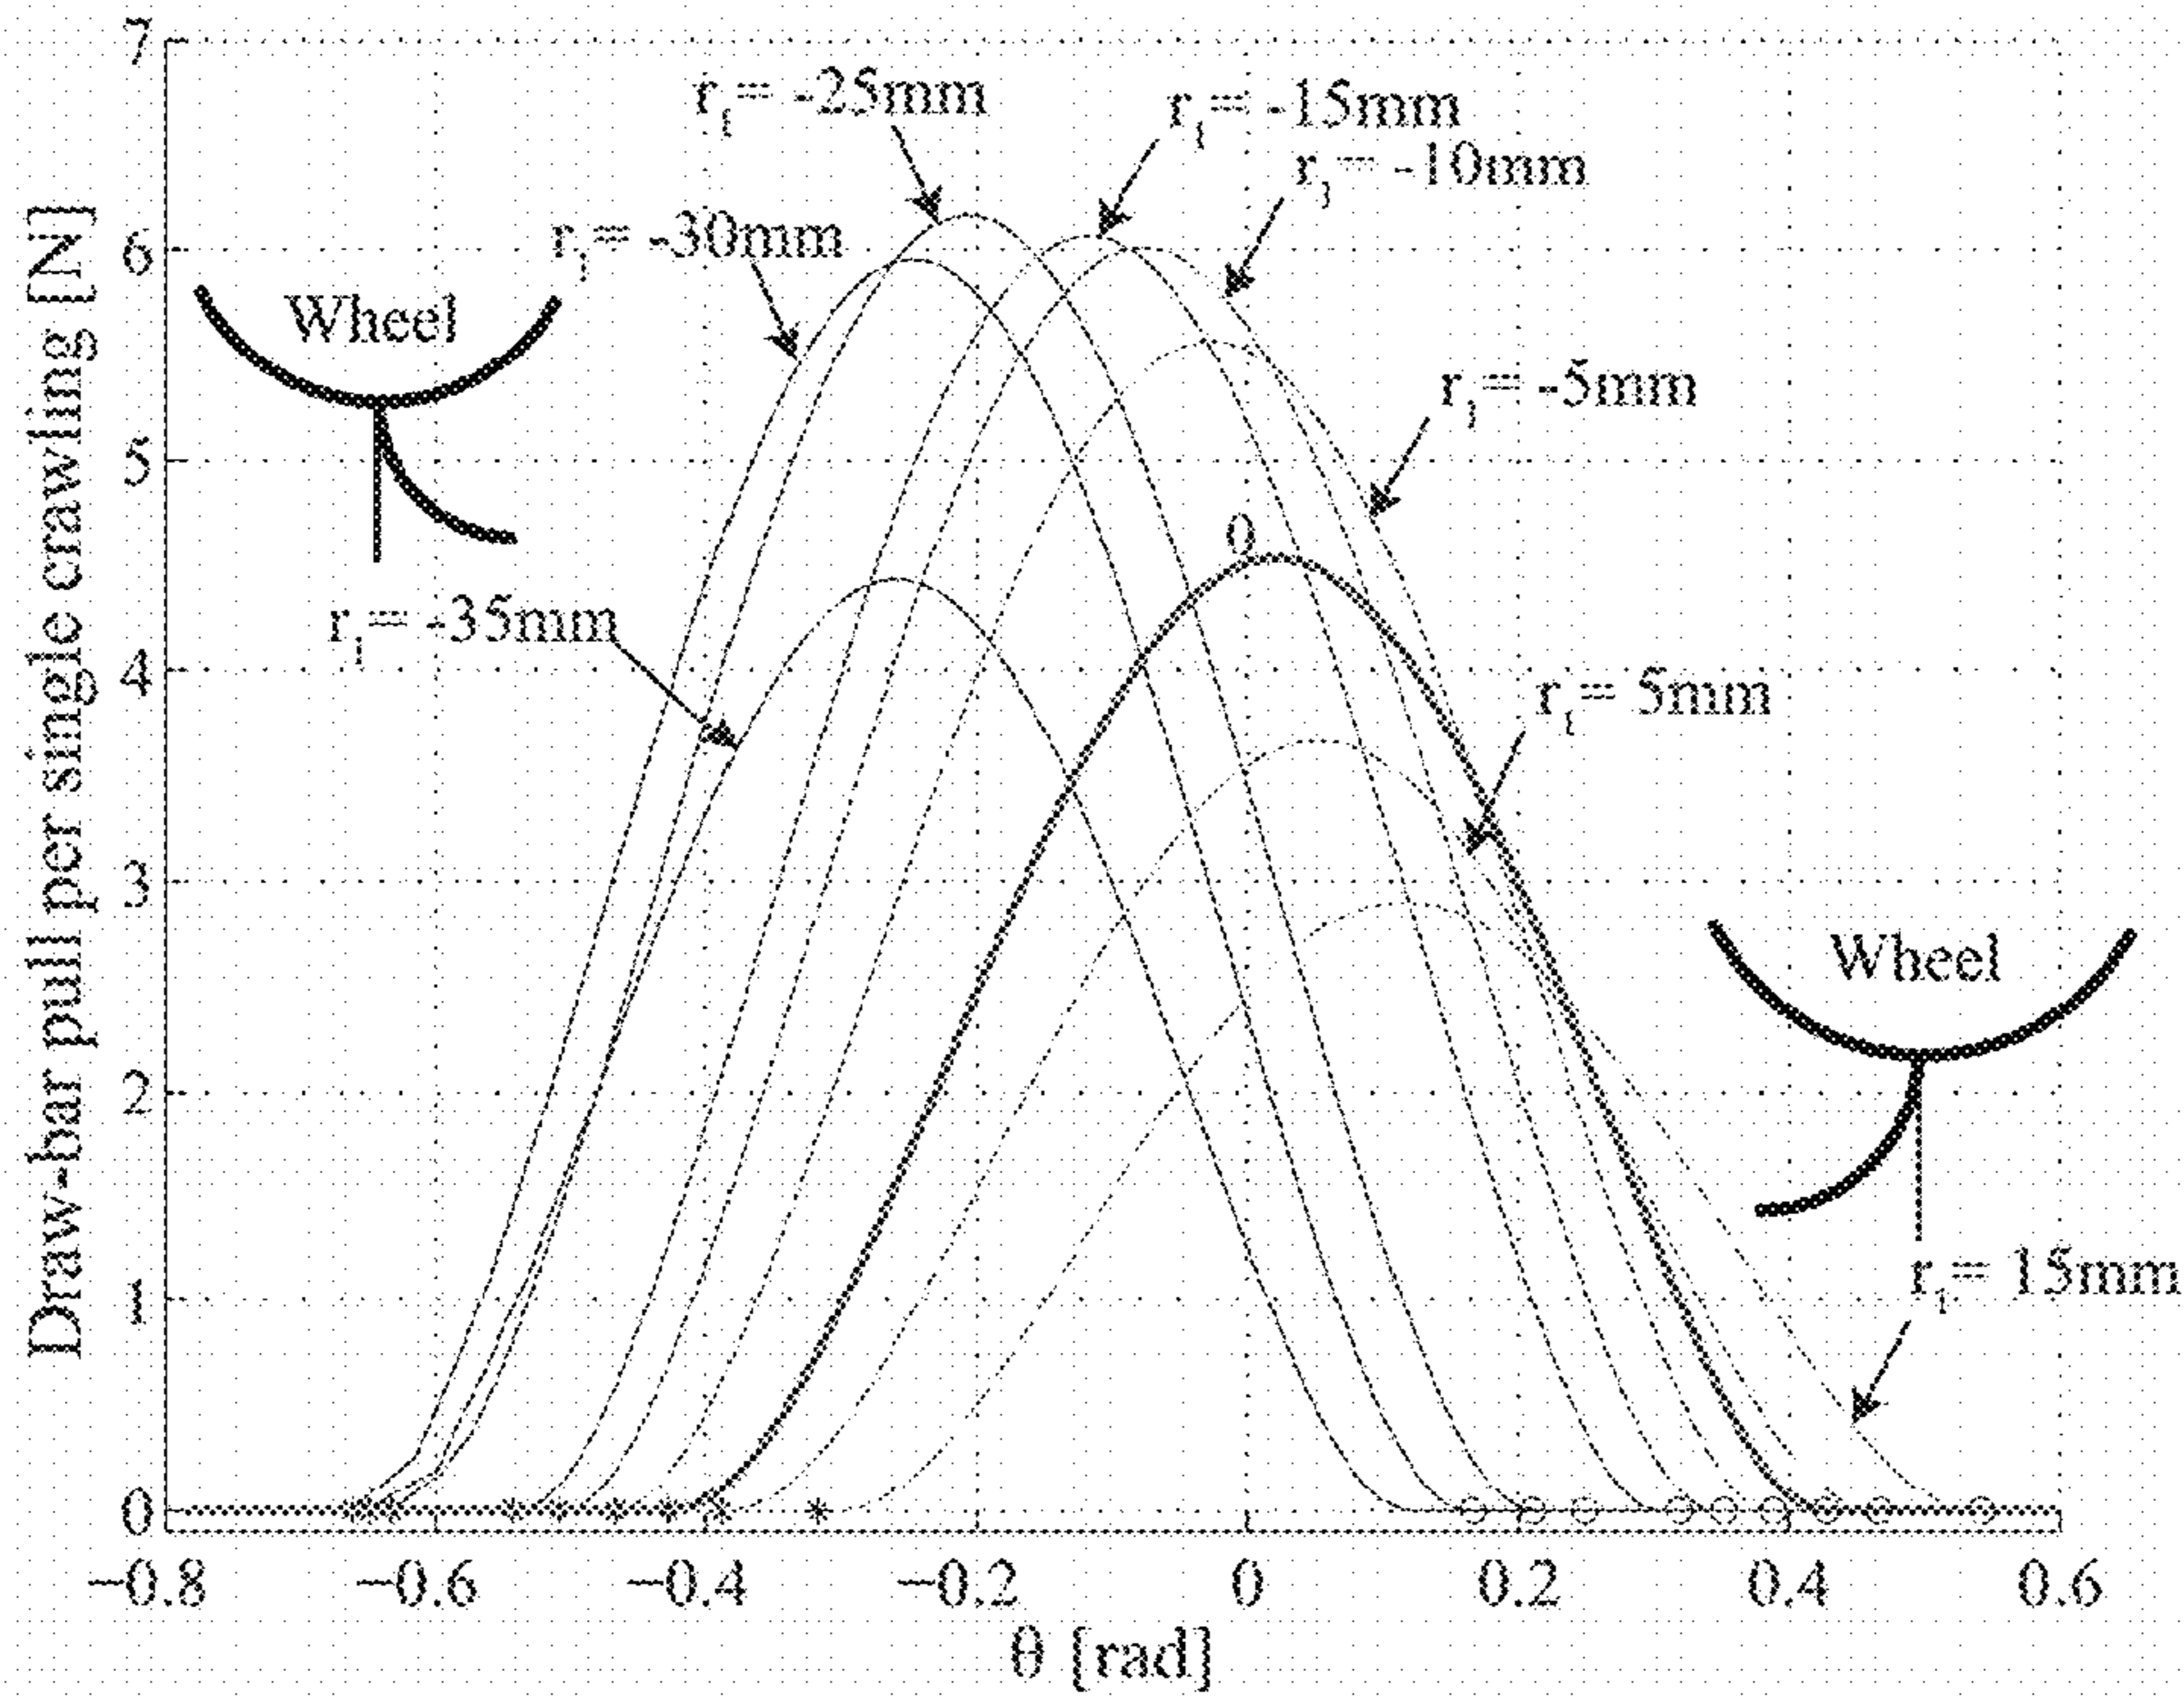 7
r₁= -25mm
r₁= -15mm
r₁= -10mm
6
r₁= -30mm
Wheel
r₁= -5mm
5
0
r₁= -35mm
4
r₁= 5mm
3
Wheel
2
r₁= 15mm
1
0
Draw-bar pull per single crawling [N]
−0.8 −0.6 −0.4 −0.2 0 0.2 0.4 0.6
θ [rad]